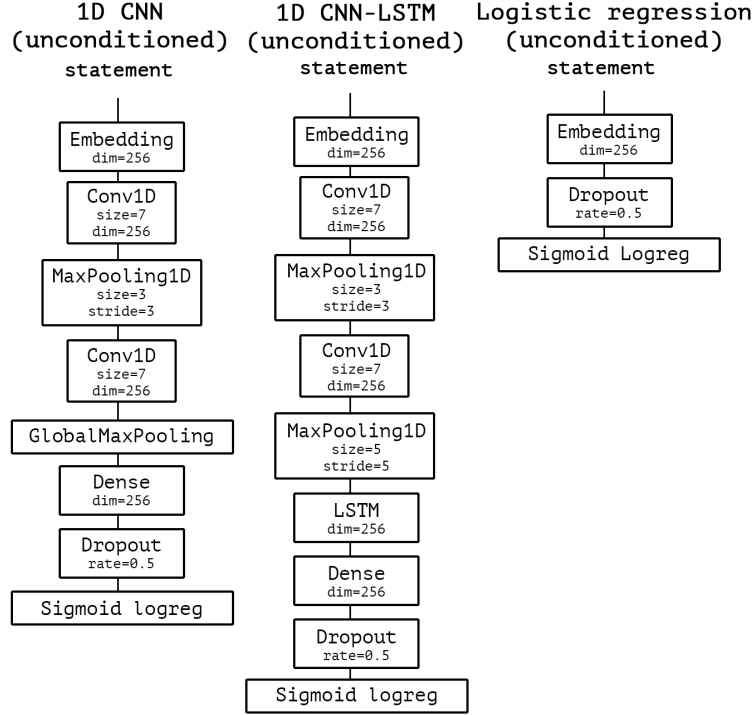 1D CNN
(unconditioned)
statement
Embedding
dim=256
Conv1D
size=7
dim=256
MaxPooling1D
size=3
stride=3
Conv1D
size=7
dim=256
GlobalMaxPooling
Dense
dim=256
Dropout
rate=0.5
Sigmoid logreg
1D CNN-LSTM
(unconditioned)
statement
Embedding
dim=256
Conv1D
size=7
dim=256
MaxPooling1D
size=3
stride=3
Conv1D
size=7
dim=256
MaxPooling1D
size=5
stride=5
LSTM
dim=256
Dense
dim=256
Dropout
rate=0.5
Sigmoid logreg
Logistic regression
(unconditioned)
statement
Embedding
dim=256
Dropout
rate=0.5
Sigmoid Logreg